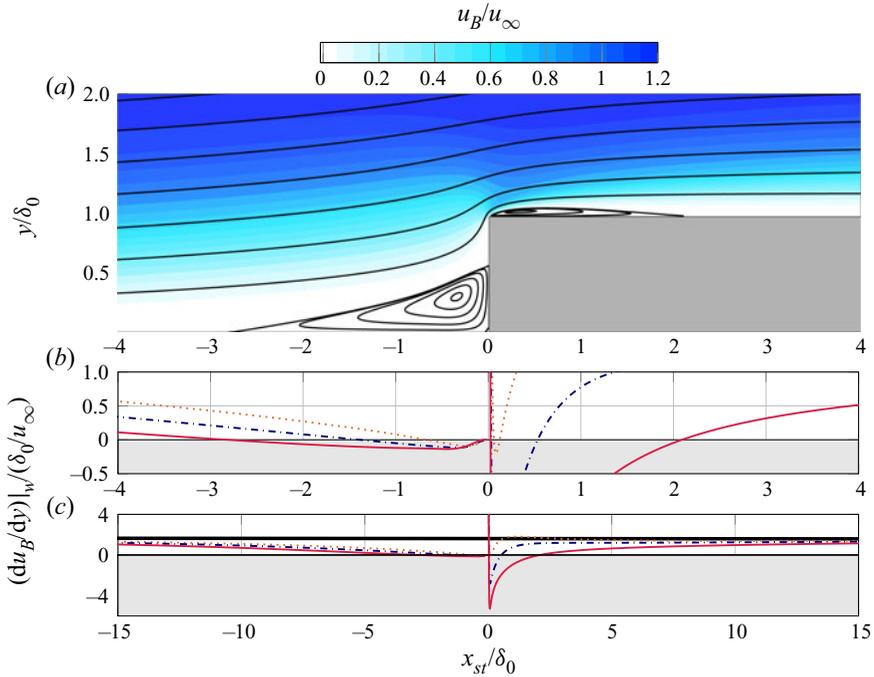 u_B/u_∞
0 0.2 0.4 0.6 0.8 1 1.2
(a)
2.0
1.5
1.0
0.5
y/δ_0
–4 –3 –2 –1 0 1 2 3 4
(b)
1.0
0.5
0
–0.5
–4 –3 –2 –1 0 1 2 3 4
(du_B/dy)|_w/(δ_0/u_∞)
(c)
4
0
–4
–15 –10 –5 0 5 10 15
x_st/δ_0